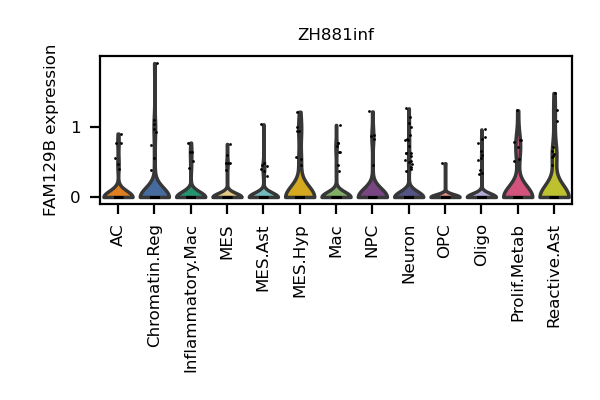 ZH881inf
FAM129B expression
1
0
AC
Chromatin.Reg
Inflammatory.Mac
MES
MES.Ast
MES.Hyp
Mac
NPC
Neuron
OPC
Oligo
Prolif.Metab
Reactive.Ast